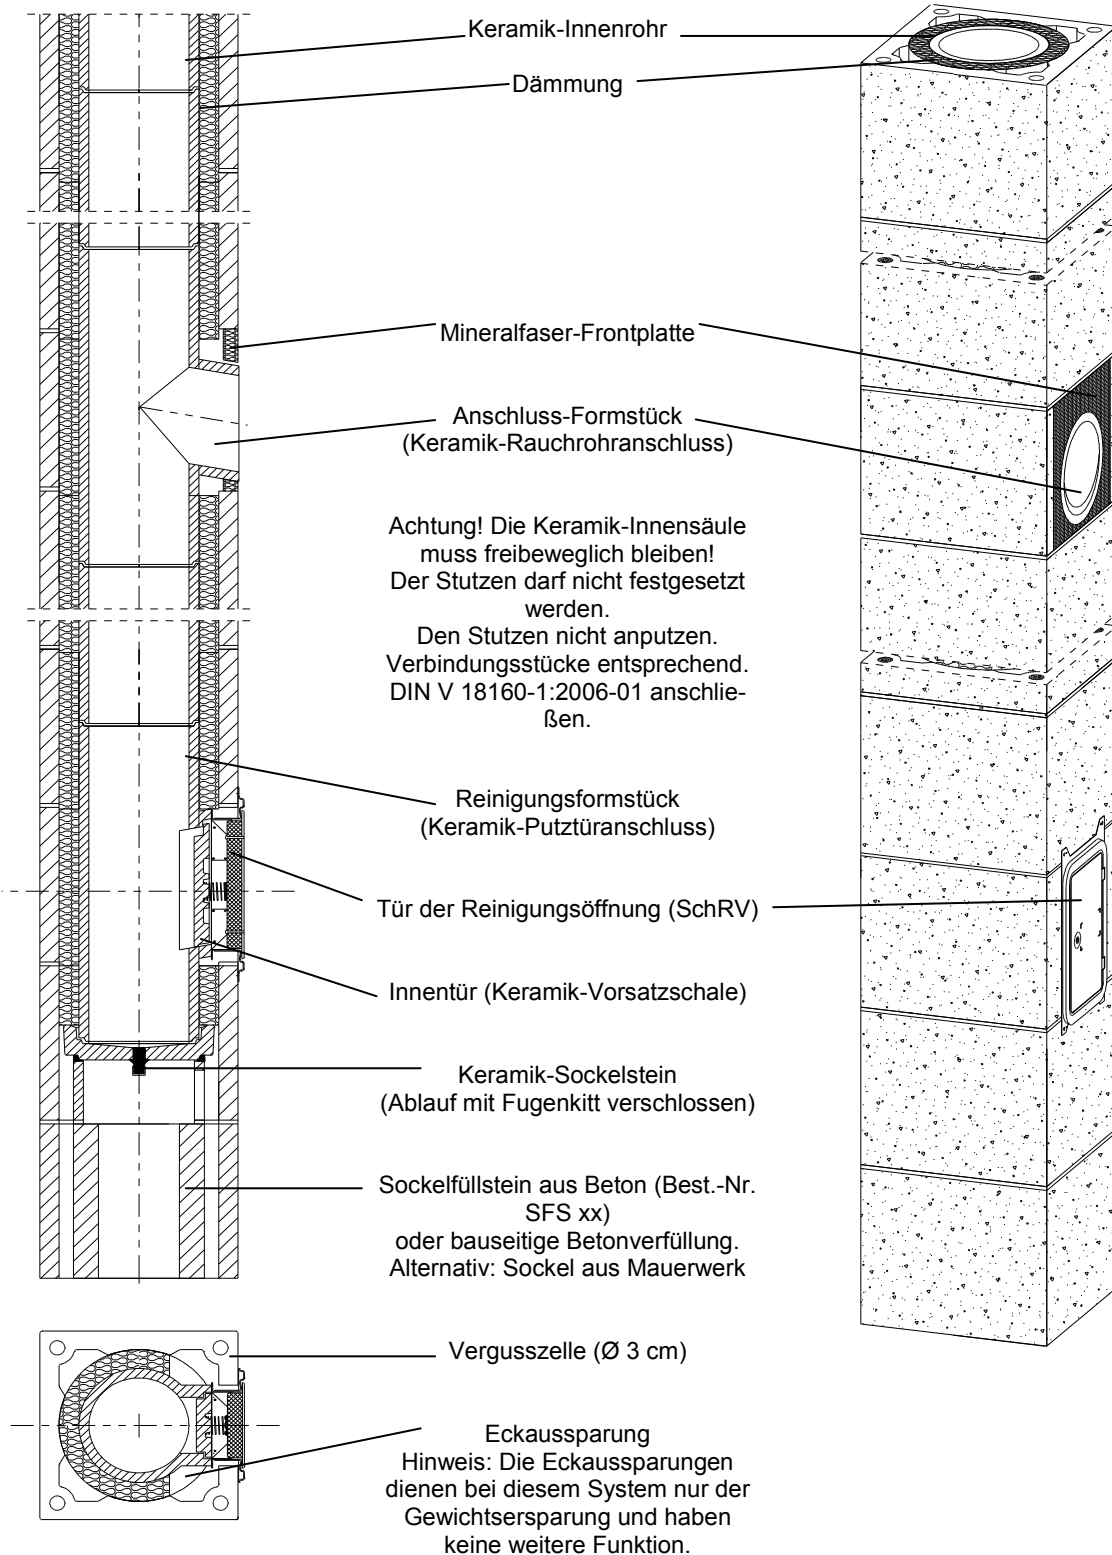 Keramik-Innenrohr
Dämmung
Mineralfaser-Frontplatte
Anschluss-Formstück
(Keramik-Rauchrohranschluss)
Achtung! Die Keramik-Innensäule
muss freibeweglich bleiben!
Der Stutzen darf nicht festgesetzt
werden.
Den Stutzen nicht anputzen.
Verbindungsstücke entsprechend.
DIN V 18160-1:2006-01 anschlie-
ßen.
Reinigungsformstück
(Keramik-Putztüranschluss)
Tür der Reinigungsöffnung (SchRV)
Innentür (Keramik-Vorsatzschale)
Keramik-Sockelstein
(Ablauf mit Fugenkitt verschlossen)
Sockelfüllstein aus Beton (Best.-Nr.
SFS xx)
oder bauseitige Betonverfüllung.
Alternativ: Sockel aus Mauerwerk
Vergusszelle (Ø 3 cm)
Eckaussparung
Hinweis: Die Eckaussparungen
dienen bei diesem System nur der
Gewichtsersparung und haben
keine weitere Funktion.